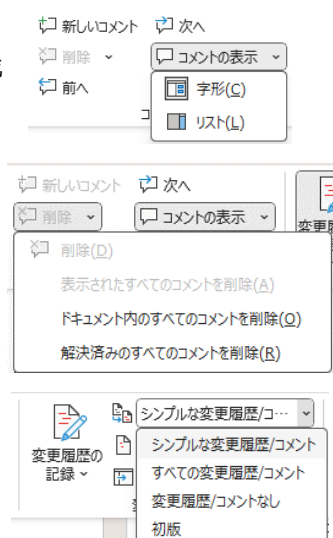 新しいコメント 次へ
削除 コメントの表示
前へ 字形(C)
リスト(L)
新しいコメント 次へ
削除 コメントの表示
削除(D)
表示されたすべてのコメントを削除(A)
ドキュメント内のすべてのコメントを削除(O)
解決済みのすべてのコメントを削除(R)
シンプルな変更履歴/コ…
変更履歴の記録
シンプルな変更履歴/コメント
すべての変更履歴/コメント
変更履歴/コメントなし
初版